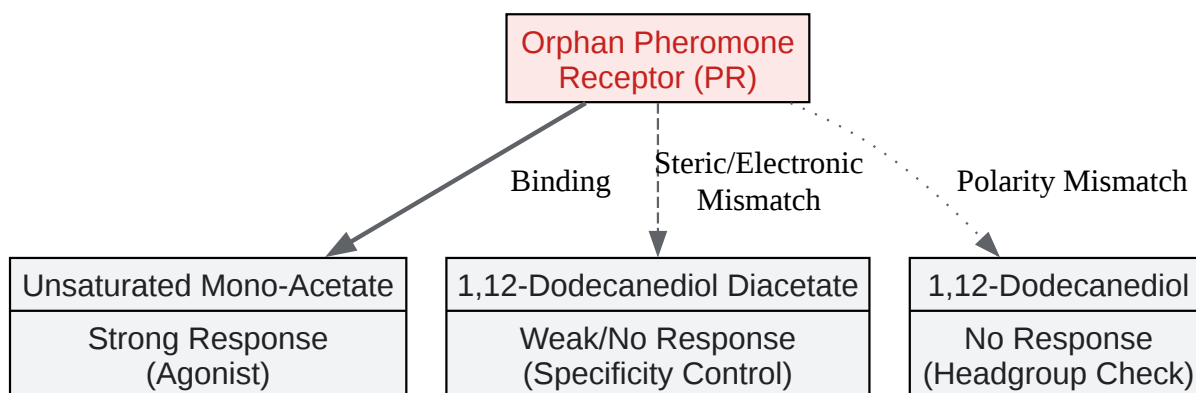 Orphan Pheromone
Receptor (PR)
Binding
Steric/Electronic
Mismatch
Polarity Mismatch
Unsaturated Mono-Acetate
Strong Response
(Agonist)
1,12-Dodecanediol Diacetate
Weak/No Response
(Specificity Control)
1,12-Dodecanediol
No Response
(Headgroup Check)